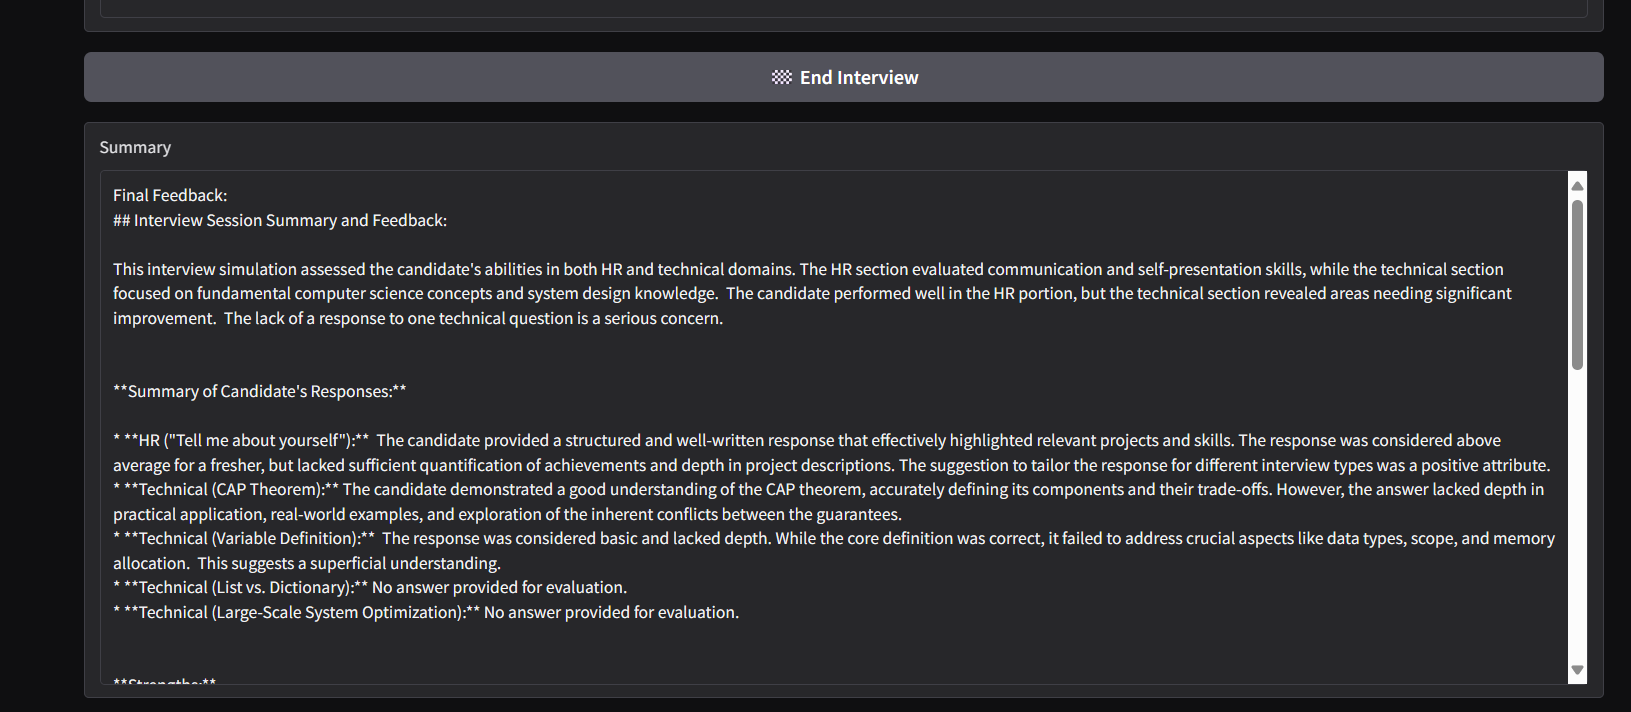 End Interview
Summary
Final Feedback:
## Interview Session Summary and Feedback:
This interview simulation assessed the candidate's abilities in both HR and technical domains. The HR section evaluated communication and self-presentation skills, while the technical section
focused on fundamental computer science concepts and system design knowledge.  The candidate performed well in the HR portion, but the technical section revealed areas needing significant
improvement.  The lack of a response to one technical question is a serious concern.
**Summary of Candidate's Responses:**
* **HR ("Tell me about yourself"):**  The candidate provided a structured and well-written response that effectively highlighted relevant projects and skills. The response was considered above
average for a fresher, but lacked sufficient quantification of achievements and depth in project descriptions. The suggestion to tailor the response for different interview types was a positive attribute.
* **Technical (CAP Theorem):** The candidate demonstrated a good understanding of the CAP theorem, accurately defining its components and their trade-offs. However, the answer lacked depth in
practical application, real-world examples, and exploration of the inherent conflicts between the guarantees.
* **Technical (Variable Definition):**  The response was considered basic and lacked depth. While the core definition was correct, it failed to address crucial aspects like data types, scope, and memory
allocation.  This suggests a superficial understanding.
* **Technical (List vs. Dictionary):** No answer provided for evaluation.
* **Technical (Large-Scale System Optimization):** No answer provided for evaluation.
**Strengths:**